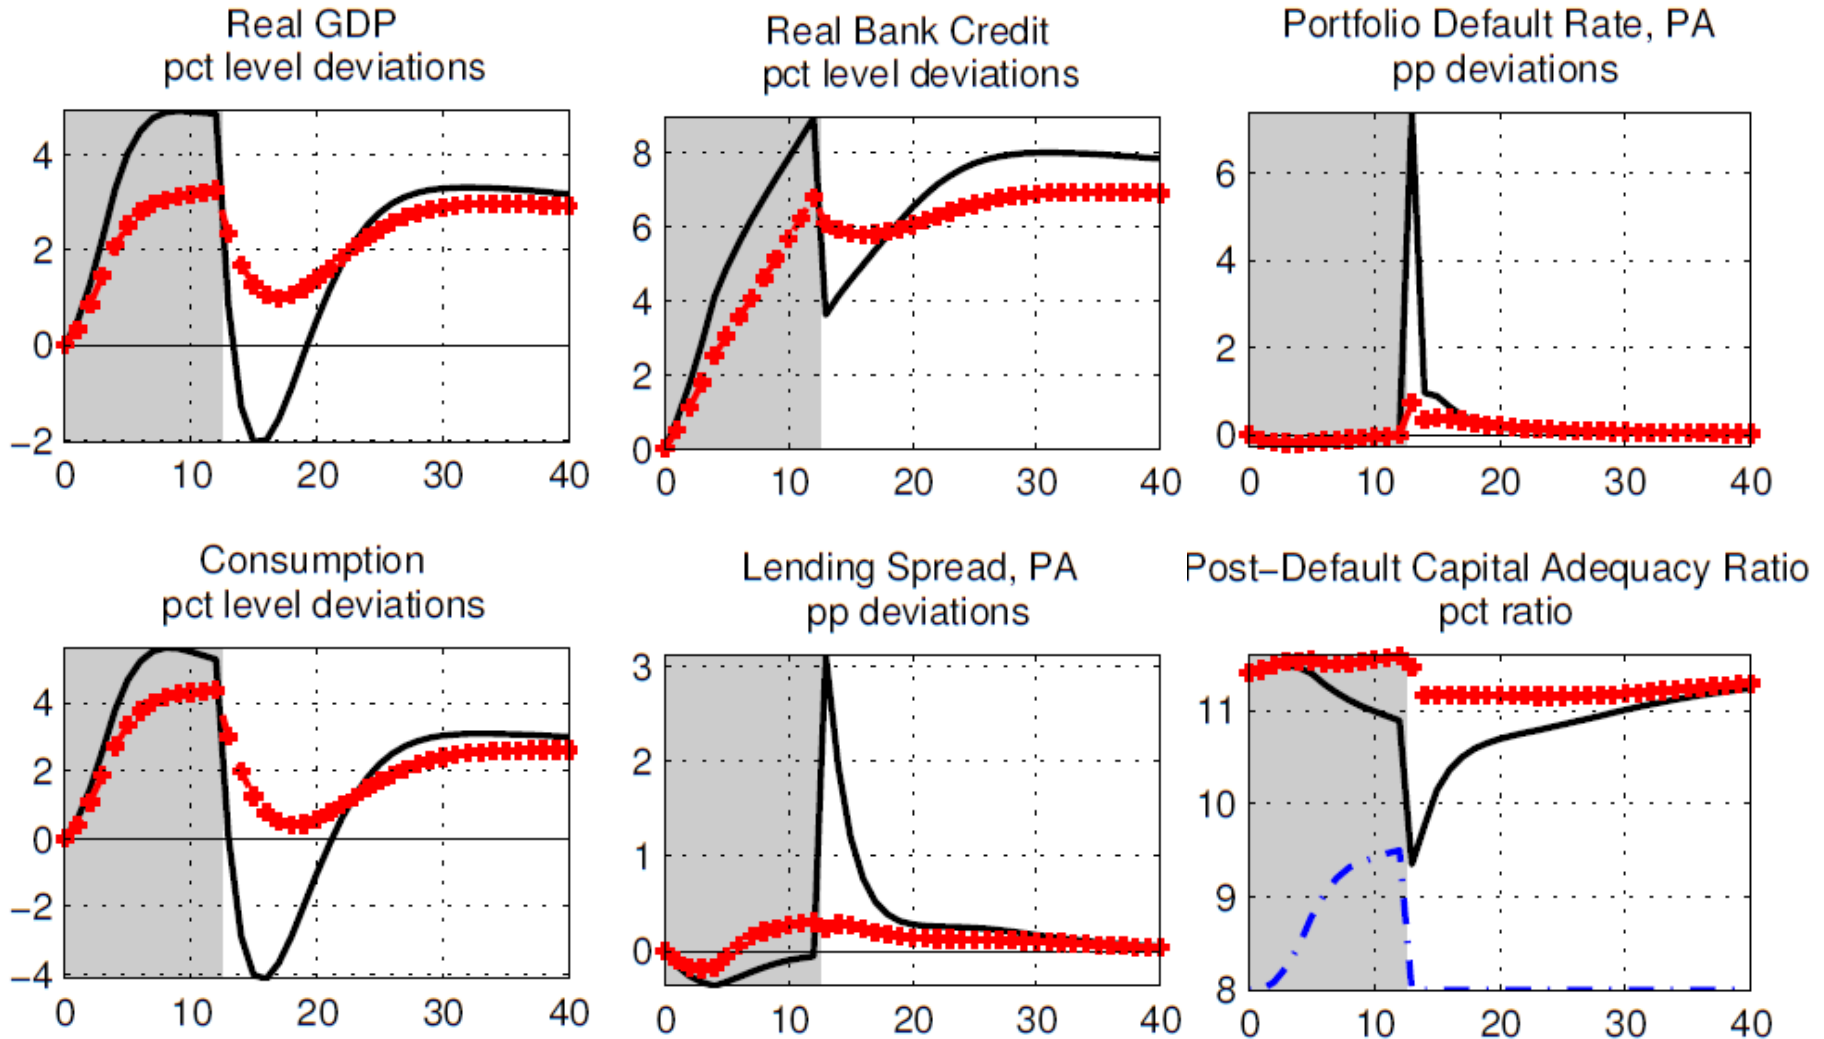 Real GDP
pct level deviations
4
2
0
−2
0 10 20 30 40
Real Bank Credit
pct level deviations
8
6
4
2
0
0 10 20 30 40
Portfolio Default Rate, PA
pp deviations
6
4
2
0
0 10 20 30 40
Consumption
pct level deviations
4
2
0
−2
−4
0 10 20 30 40
Lending Spread, PA
pp deviations
3
2
1
0
0 10 20 30 40
Post−Default Capital Adequacy Ratio
pct ratio
11
10
9
8
0 10 20 30 40